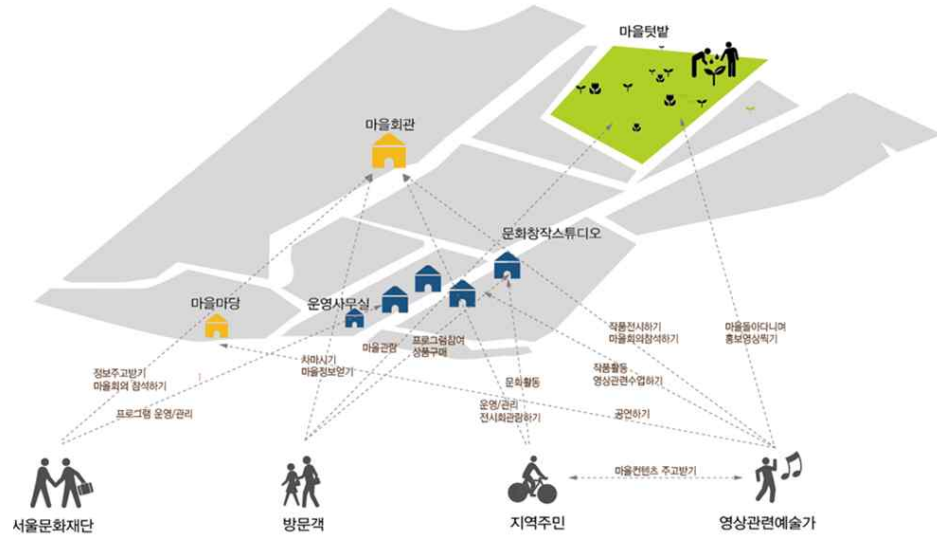 마을텃밭
마을회관
문화창작스튜디오
마을마당
운영사무실
마을관람
프로그램참여
상품구매
차마시기
마을정보얻기
정보주고받기
마을회의 참석하기
프로그램 운영/관리
문화활동
운영/관리
전시회관람하기
작품전시하기
마을회의참석하기
작품활동
영상관련수업하기
공연하기
마을돌아다니며
홍보영상찍기
마을컨텐츠 주고받기
서울문화재단
방문객
지역주민
영상관련예술가